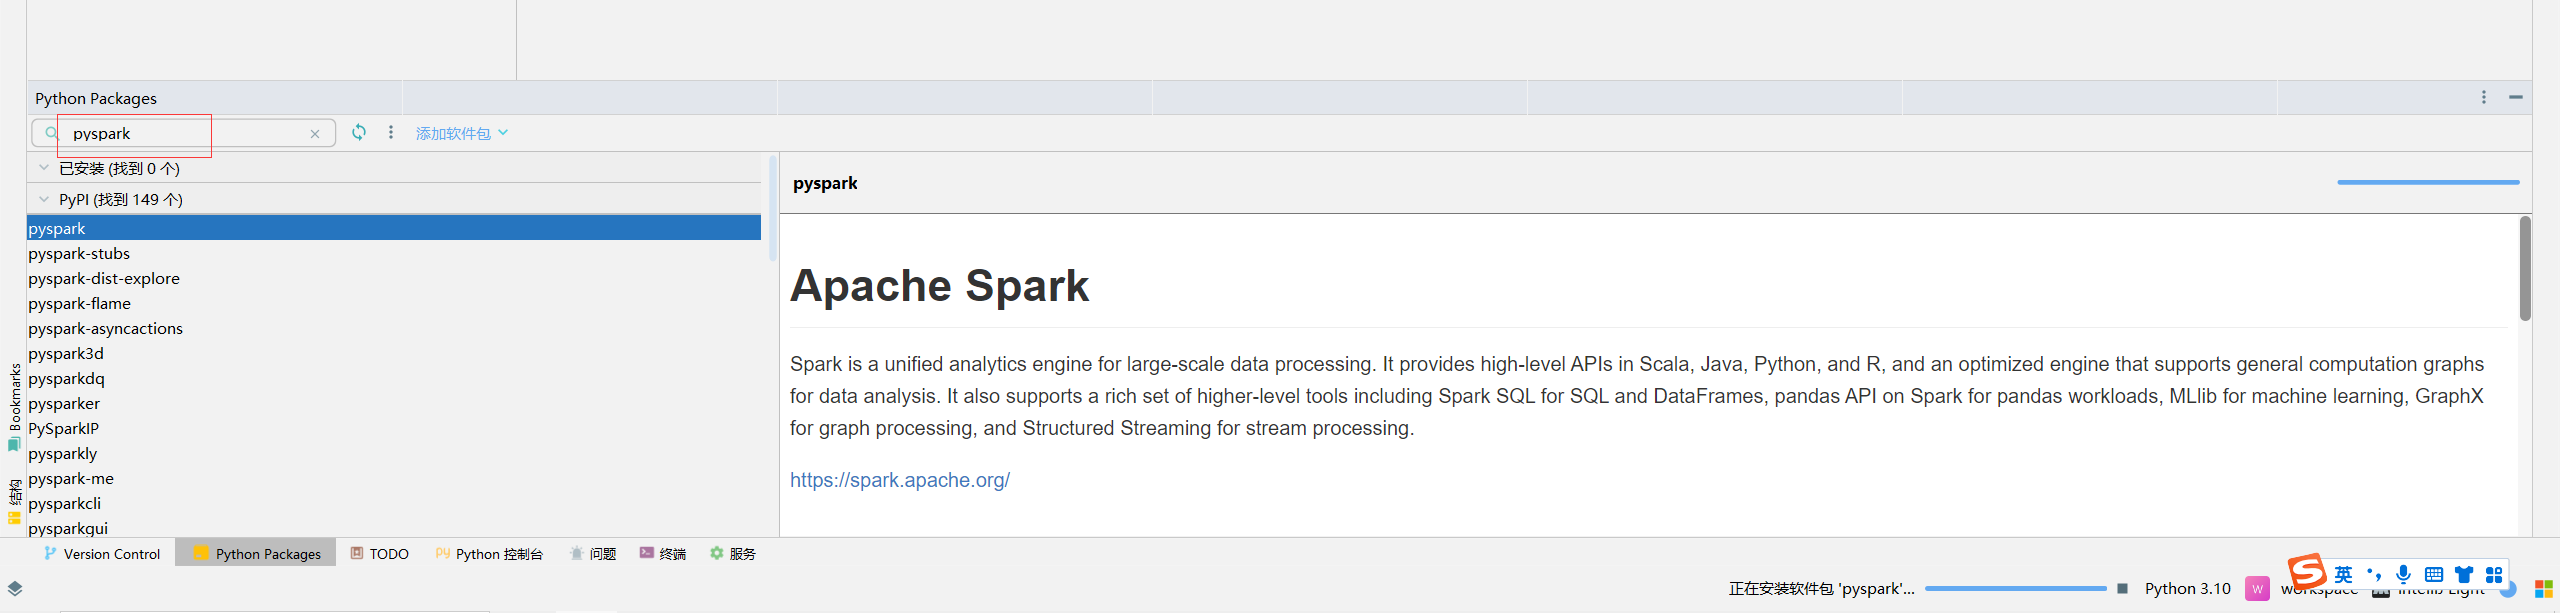 Python Packages
pyspark
添加软件包
已安装 (找到 0 个)
PyPI (找到 149 个)
pyspark
pyspark-stubs
pyspark-dist-explore
pyspark-flame
pyspark-asyncactions
pyspark3d
pysparkdq
pysparker
PySparkIP
pysparkly
pyspark-me
pysparkcli
pysparkgui
pyspark
Apache Spark
Spark is a unified analytics engine for large-scale data processing. It provides high-level APIs in Scala, Java, Python, and R, and an optimized engine that supports general computation graphs
for data analysis. It also supports a rich set of higher-level tools including Spark SQL for SQL and DataFrames, pandas API on Spark for pandas workloads, MLlib for machine learning, GraphX
for graph processing, and Structured Streaming for stream processing.
https://spark.apache.org/
Bookmarks
结构
Version Control Python Packages TODO Python 控制台 问题 终端 服务
正在安装软件包 'pyspark'... Python 3.10 W workspace
S 英